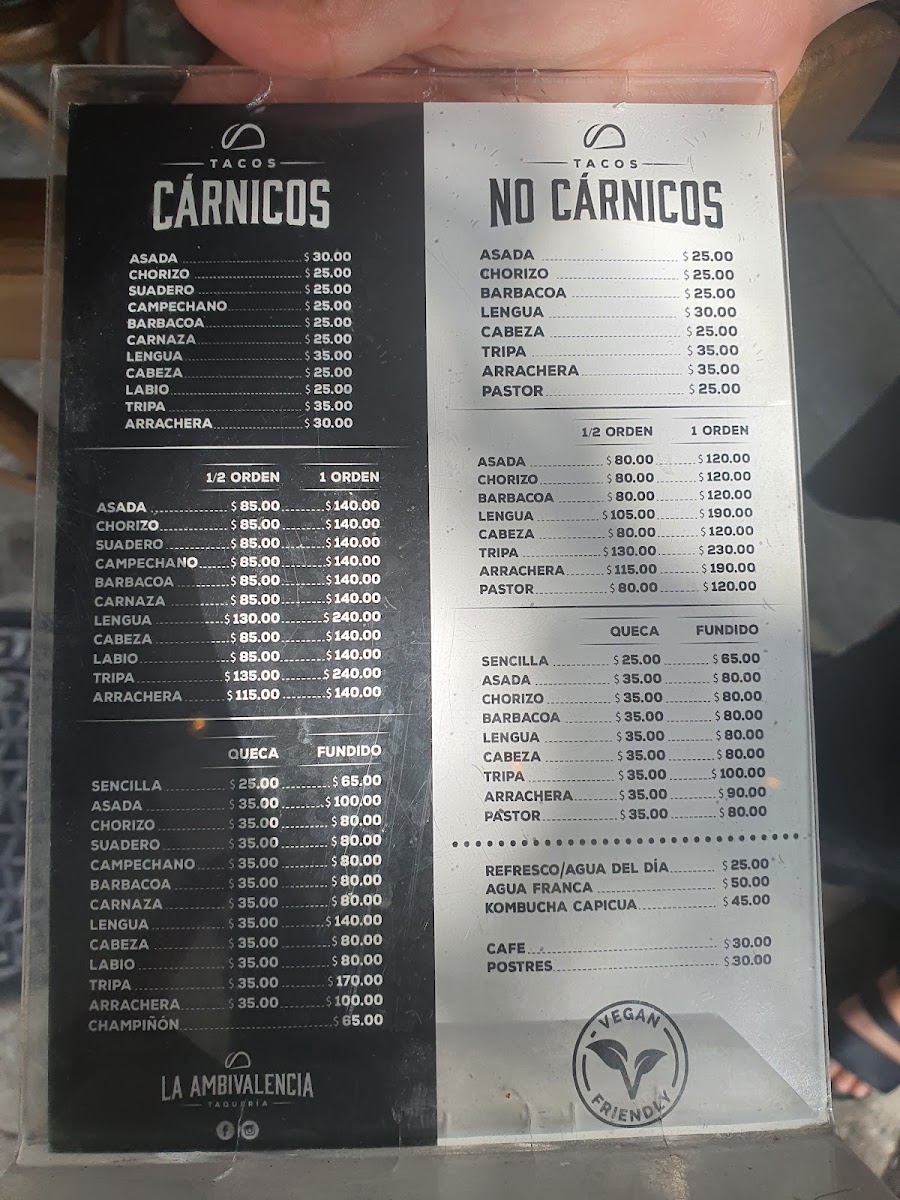 TACOS
CÁRNICOS
ASADA $ 30.00
CHORIZO $ 25.00
SUADERO $ 25.00
CAMPECHANO $ 25.00
BARBACOA $ 25.00
CARNAZA $ 25.00
LENGUA $ 35.00
CABEZA $ 25.00
LABIO $ 25.00
TRIPA $ 35.00
ARRACHERA $ 30.00
1/2 ORDEN 1 ORDEN
ASADA $ 85.00 $ 140.00
CHORIZO $ 85.00 $ 140.00
SUADERO $ 85.00 $ 140.00
CAMPECHANO $ 85.00 $ 140.00
BARBACOA $ 85.00 $ 140.00
CARNAZA $ 85.00 $ 140.00
LENGUA $ 130.00 $ 240.00
CABEZA $ 85.00 $ 140.00
LABIO $ 85.00 $ 140.00
TRIPA $ 135.00 $ 240.00
ARRACHERA $ 115.00 $ 140.00
QUECA FUNDIDO
SENCILLA $ 25.00 $ 65.00
ASADA $ 35.00 $ 100.00
CHORIZO $ 35.00 $ 80.00
SUADERO $ 35.00 $ 80.00
CAMPECHANO $ 35.00 $ 80.00
BARBACOA $ 35.00 $ 80.00
CARNAZA $ 35.00 $ 80.00
LENGUA $ 35.00 $ 140.00
CABEZA $ 35.00 $ 80.00
LABIO $ 35.00 $ 80.00
TRIPA $ 35.00 $ 170.00
ARRACHERA $ 35.00 $ 100.00
CHAMPIÑÓN $ 65.00
LA AMBIVALENCIA
TAQUERÍA
TACOS
NO CÁRNICOS
ASADA $ 25.00
CHORIZO $ 25.00
BARBACOA $ 25.00
LENGUA $ 30.00
CABEZA $ 25.00
TRIPA $ 35.00
ARRACHERA $ 35.00
PASTOR $ 25.00
1/2 ORDEN 1 ORDEN
ASADA $ 80.00 $ 120.00
CHORIZO $ 80.00 $ 120.00
BARBACOA $ 80.00 $ 120.00
LENGUA $ 105.00 $ 190.00
CABEZA $ 80.00 $ 120.00
TRIPA $ 130.00 $ 230.00
ARRACHERA $ 115.00 $ 190.00
PASTOR $ 80.00 $ 120.00
QUECA FUNDIDO
SENCILLA $ 25.00 $ 65.00
ASADA $ 35.00 $ 80.00
CHORIZO $ 35.00 $ 80.00
BARBACOA $ 35.00 $ 80.00
LENGUA $ 35.00 $ 80.00
CABEZA $ 35.00 $ 80.00
TRIPA $ 35.00 $ 100.00
ARRACHERA $ 35.00 $ 90.00
PASTOR $ 35.00 $ 80.00
REFRESCO/AGUA DEL DÍA $ 25.00
AGUA FRANCA $ 50.00
KOMBUCHA CAPICUA $ 45.00
CAFE $ 30.00
POSTRES $ 30.00
VEGAN
FRIENDLY